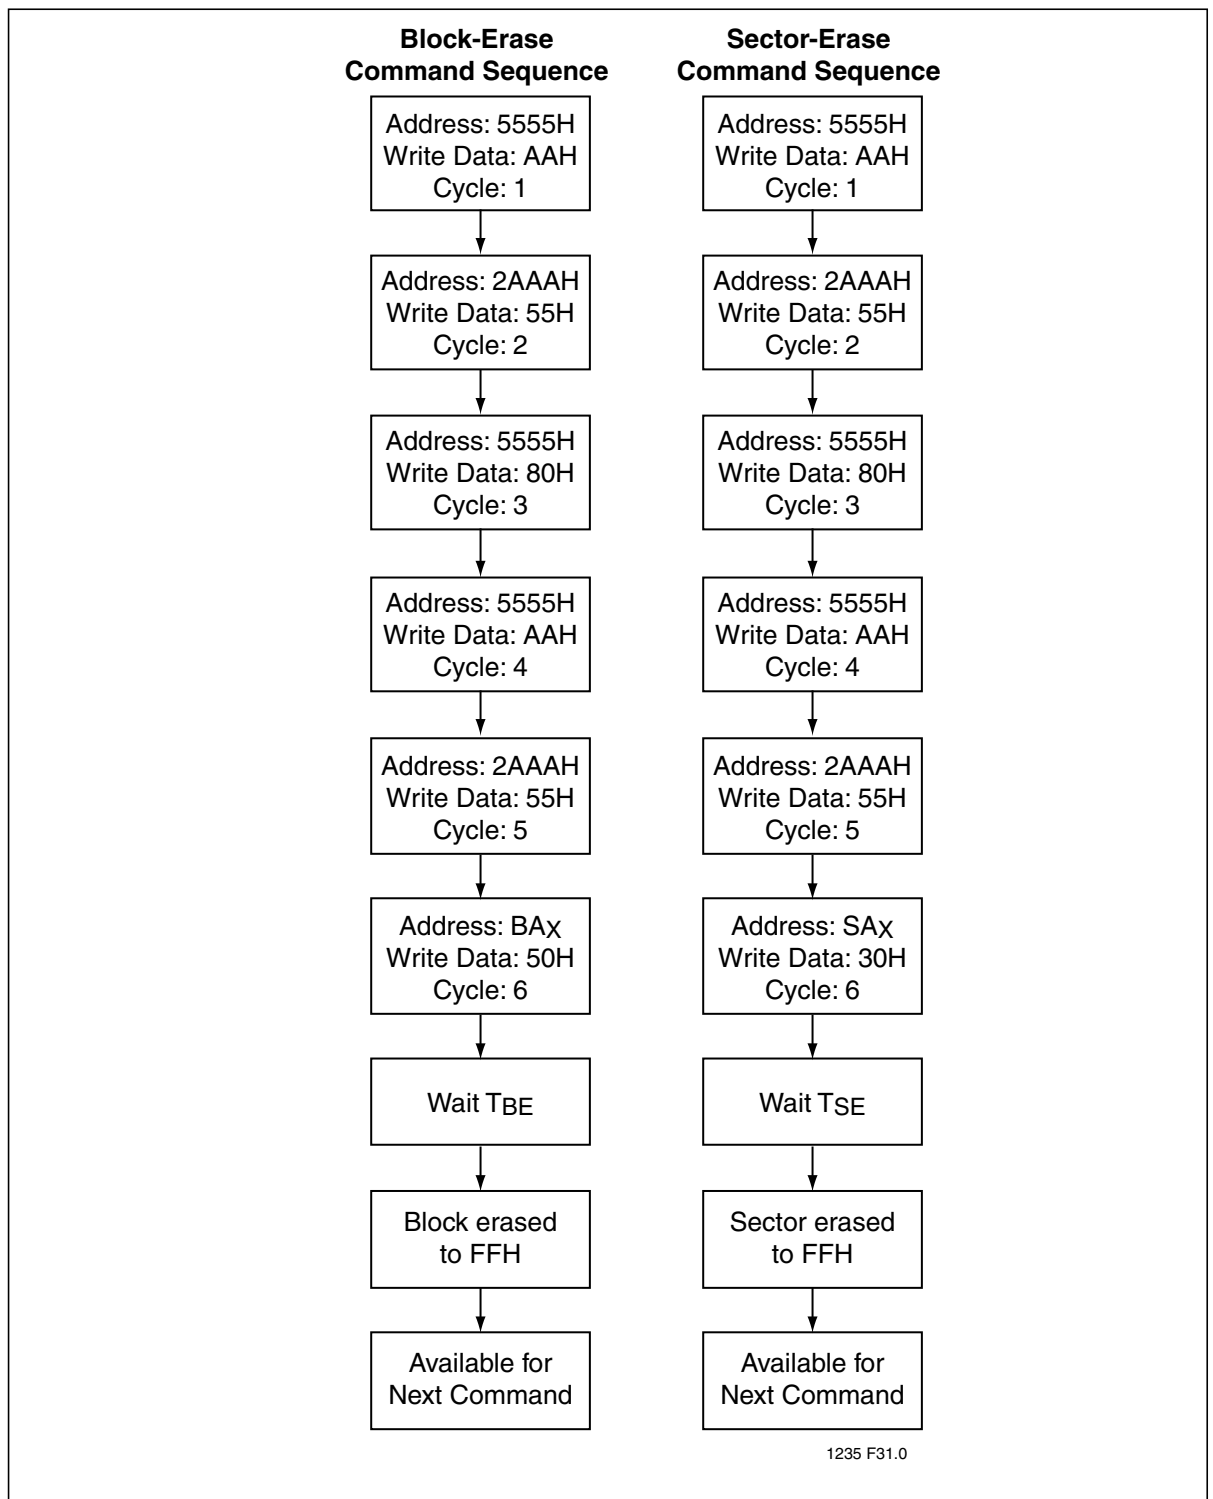 Block-Erase
Command Sequence
Address: 5555H
Write Data: AAH
Cycle: 1
Address: 2AAAH
Write Data: 55H
Cycle: 2
Address: 5555H
Write Data: 80H
Cycle: 3
Address: 5555H
Write Data: AAH
Cycle: 4
Address: 2AAAH
Write Data: 55H
Cycle: 5
Address: BAX
Write Data: 50H
Cycle: 6
Wait TBE
Block erased
to FFH
Available for
Next Command
Sector-Erase
Command Sequence
Address: 5555H
Write Data: AAH
Cycle: 1
Address: 2AAAH
Write Data: 55H
Cycle: 2
Address: 5555H
Write Data: 80H
Cycle: 3
Address: 5555H
Write Data: AAH
Cycle: 4
Address: 2AAAH
Write Data: 55H
Cycle: 5
Address: SAX
Write Data: 30H
Cycle: 6
Wait TSE
Sector erased
to FFH
Available for
Next Command
1235 F31.0